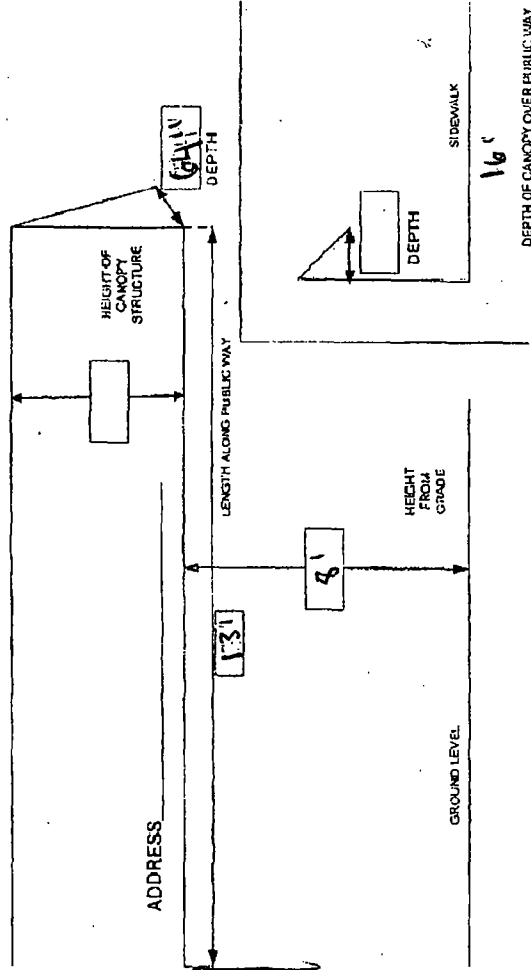 HEIGHT OF
CANOPY
STRUCTURE
64"
DEPTH
ADDRESS
LENGTH ALONG PUBLIC WAY
13'
8'
HEIGHT
FROM
GRADE
GROUND LEVEL
DEPTH
SIDEWALK
16'
DEPTH OF CANOPY OVER PUBLIC WAY